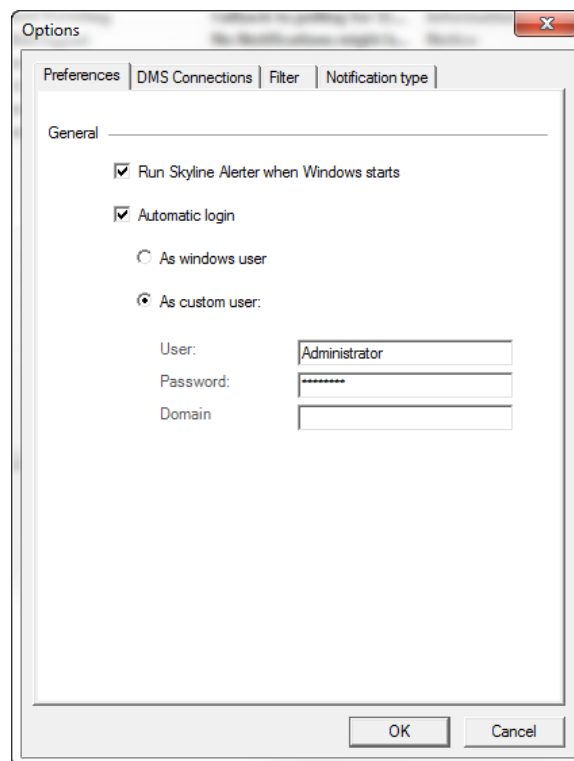 Options
Preferences DMS Connections Filter Notification type
General
Run Skyline Alerter when Windows starts
Automatic login
As windows user
As custom user:
User: Administrator
Password: ********
Domain
OK Cancel